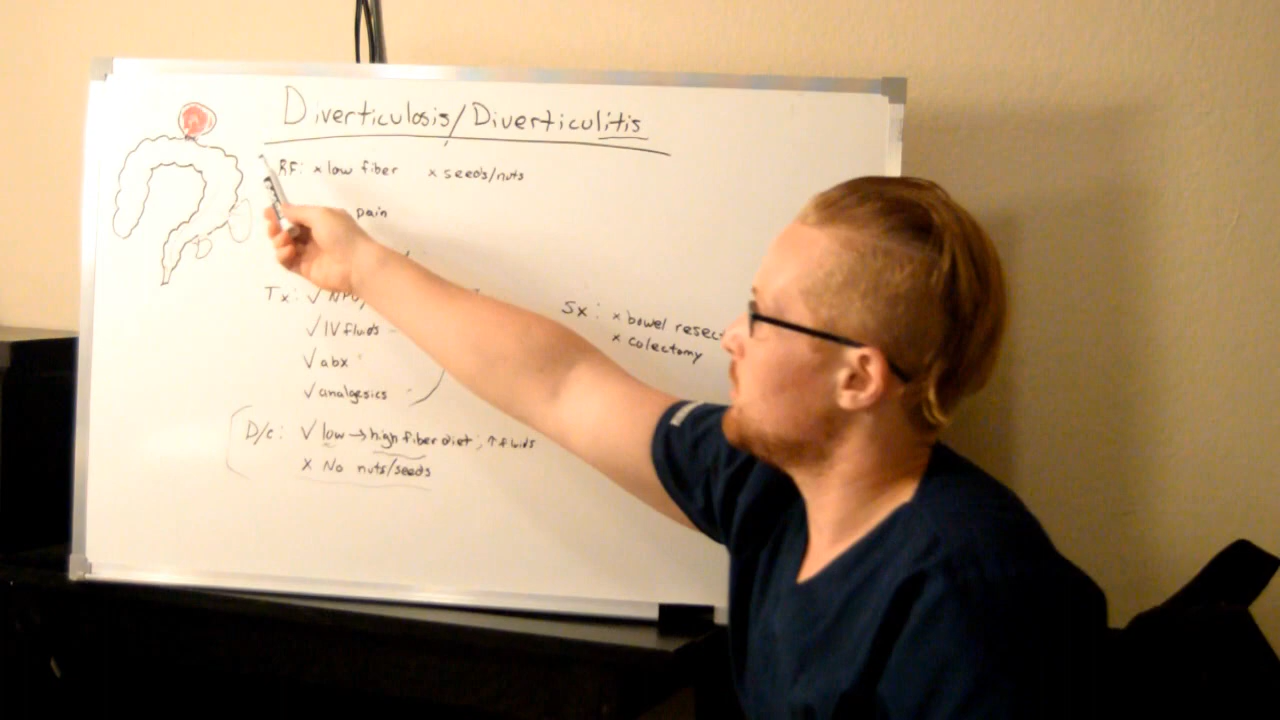 Diverticulosis/Diverticulitis
RF: x low fiber x seeds/nuts
pain
Tx: √ NPO
√ IV fluids
√ abx
√ analgesics
Sx: x bowel resec
x colectomy
D/c: √ low → high fiber diet; ↑ fluids
x No nuts/seeds